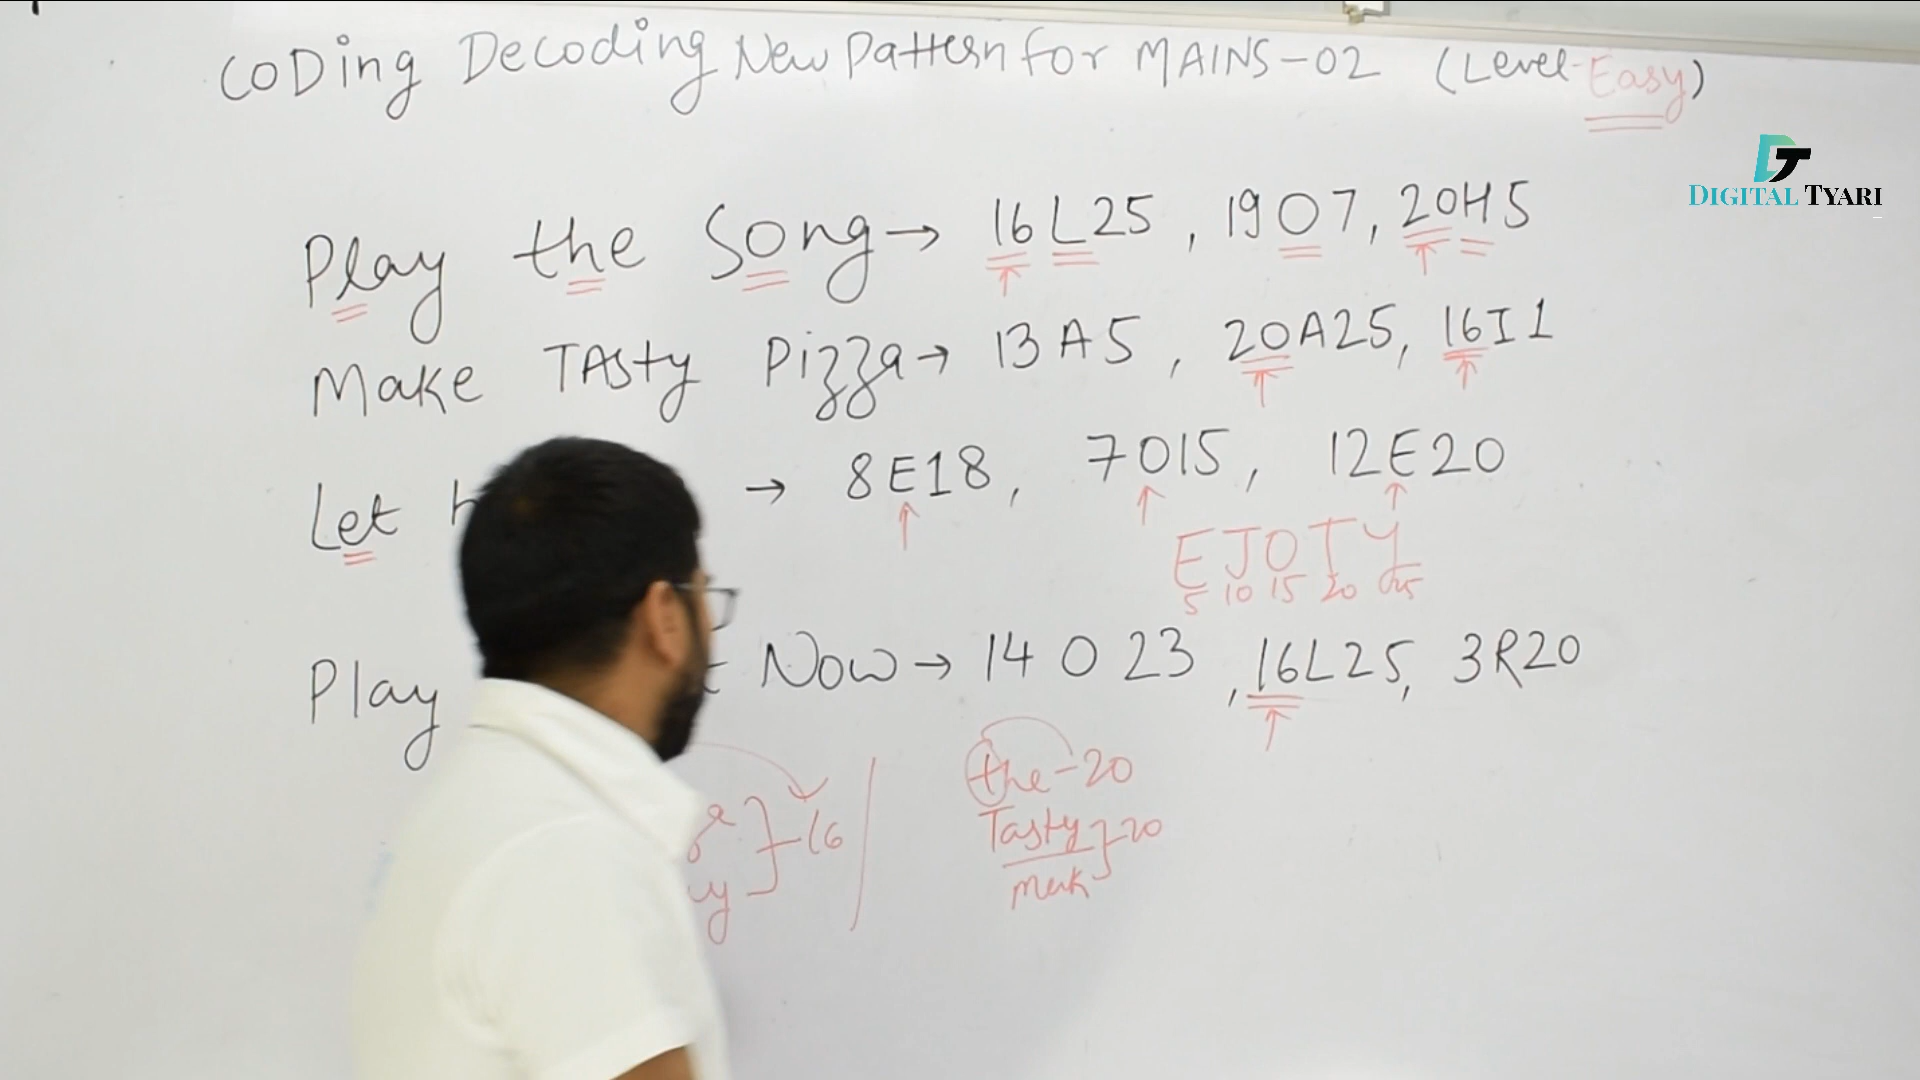 CODing Decoding New Pattern for MAINS-02 (Level-Easy)
DT
DIGITAL TYARI
Play the Song → 16L25, 19O7, 20H5
Make TAsty Pizza → 13A5, 20A25, 16I1
Let h → 8E18, 7O15, 12E20
EJOTY
5 10 15 20 25
Play t Now → 14 O 23, 16L25, 3R20
the-20
16
Tasty 20